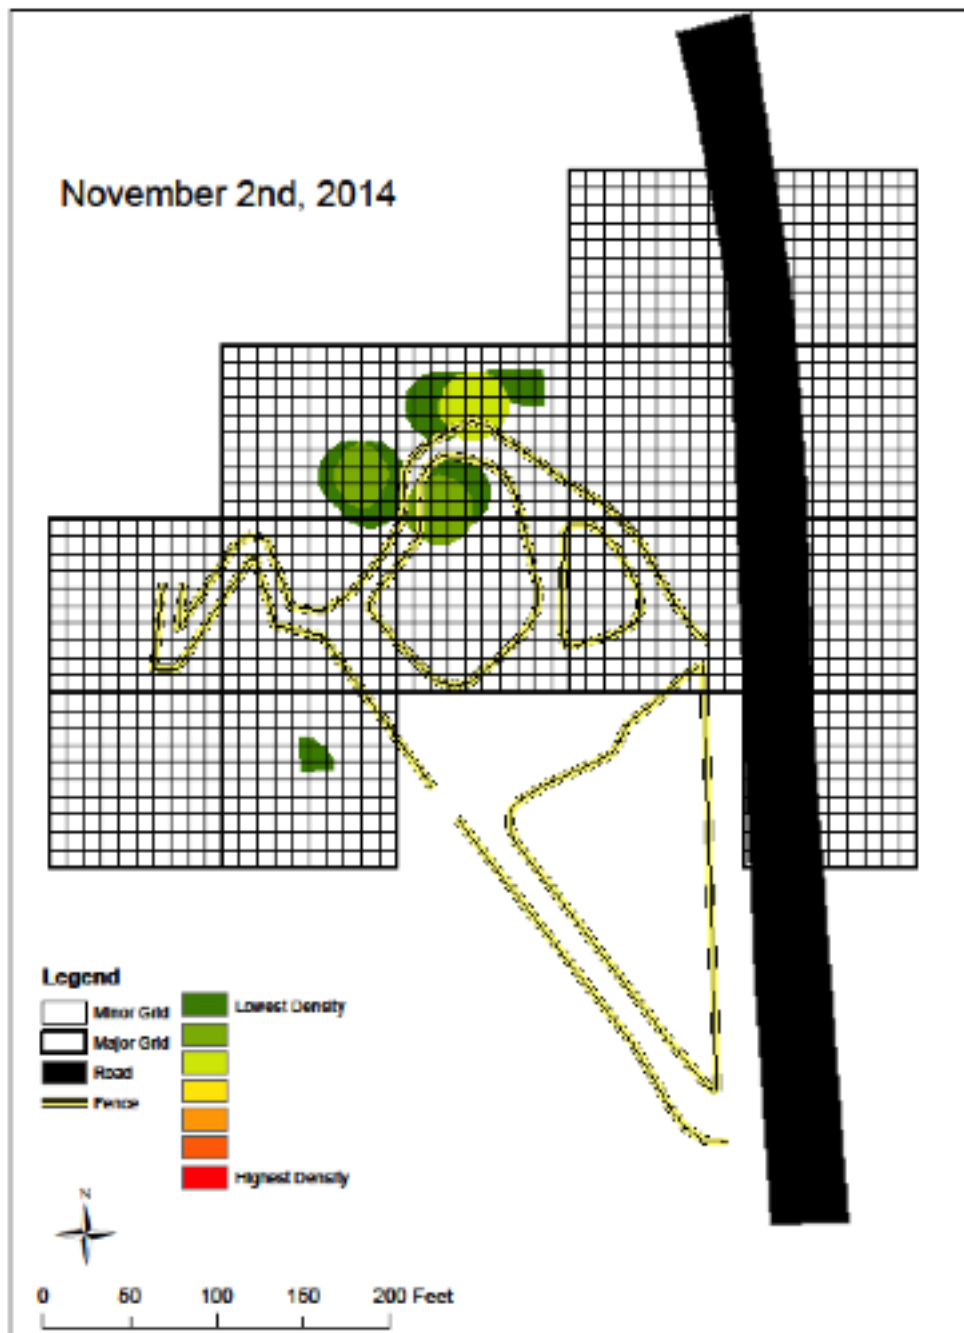 November 2nd, 2014
Legend
Minor Grid
Major Grid
Road
Fence
Lowest Density
Highest Density
N
0 50 100 150 200 Feet